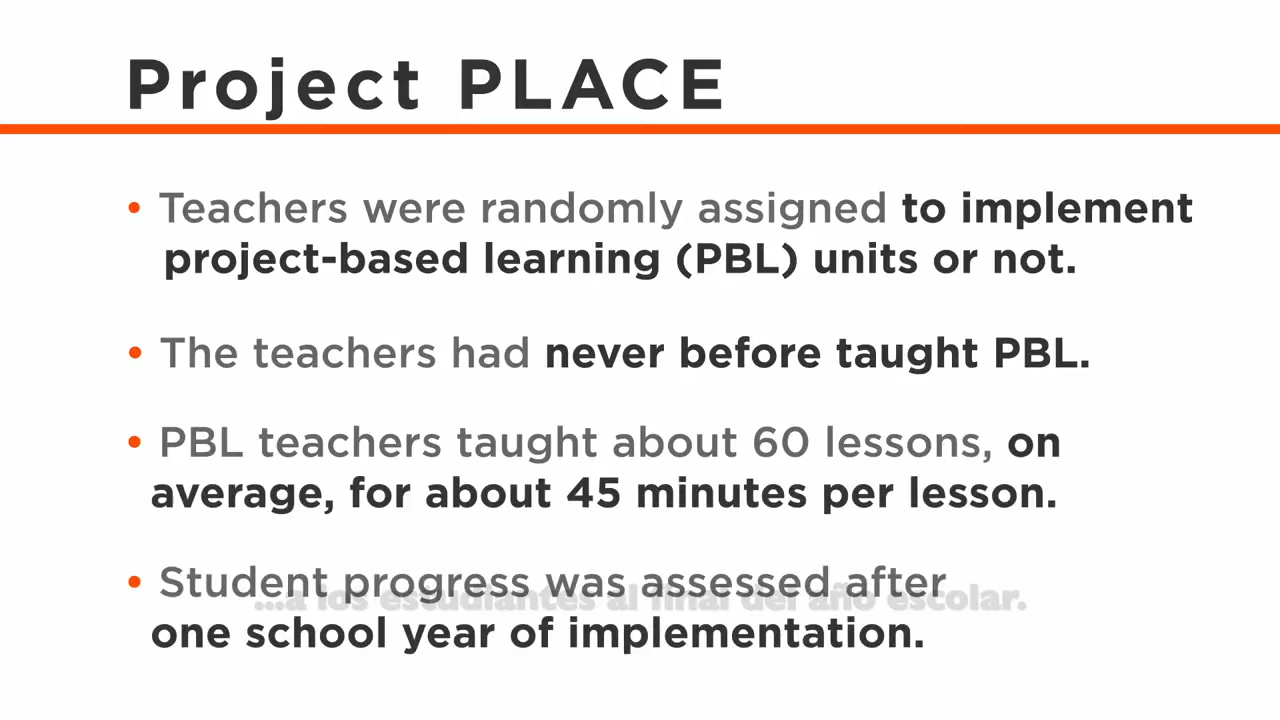 Project PLACE
• Teachers were randomly assigned to implement
project-based learning (PBL) units or not.
• The teachers had never before taught PBL.
• PBL teachers taught about 60 lessons, on
average, for about 45 minutes per lesson.
• Student progress was assessed after
...a los estudiantes al final del año escolar.
one school year of implementation.